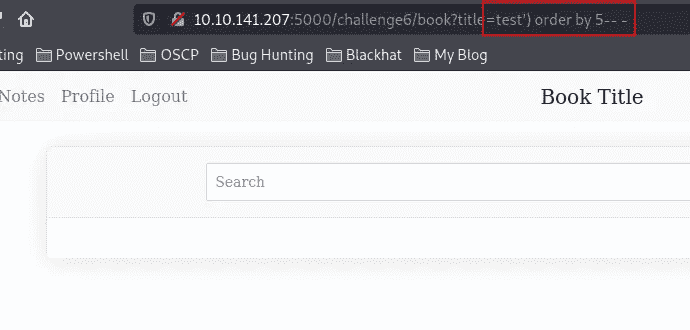 10.10.141.207:5000/challenge6/book?title=test') order by 5-- -
ting Powershell OSCP Bug Hunting Blackhat My Blog
Notes Profile Logout Book Title
Search